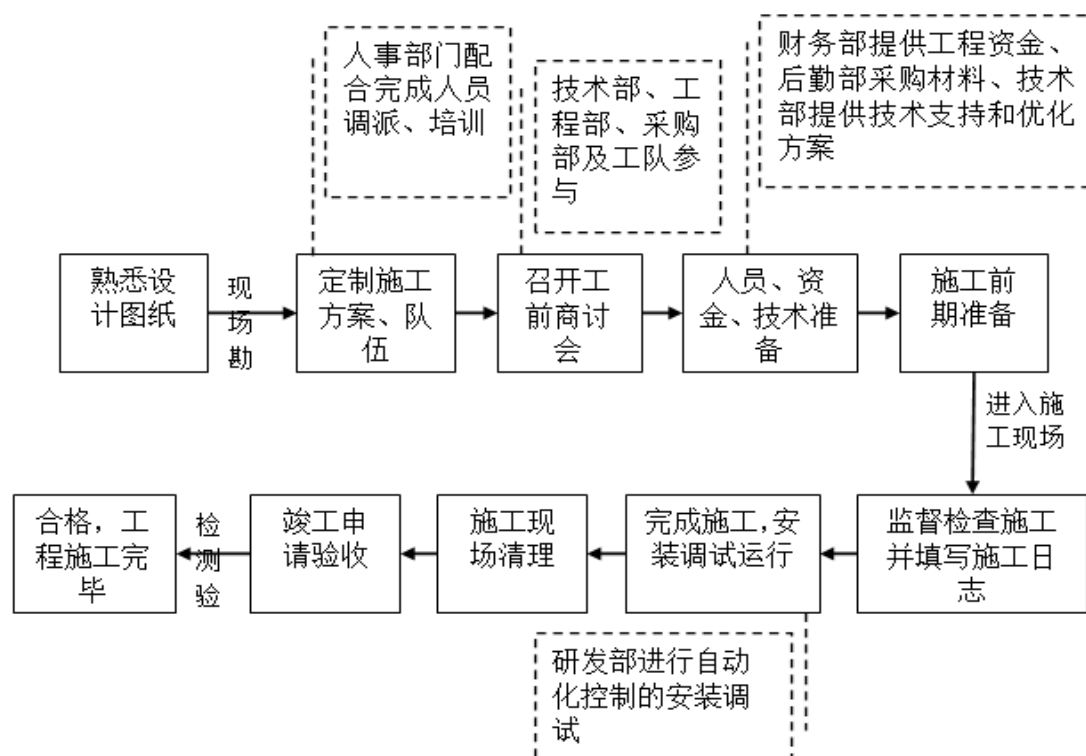 人事部门配
合完成人员
调派、培训
技术部、工
程部、采购
部及工队参
与
财务部提供工程资金、
后勤部采购材料、技术
部提供技术支持和优化
方案
熟悉设
计图纸
现
场
勘
定制施工
方案、队
伍
召开工
前商讨
会
人员、资
金、技术准
备
施工前
期准备
进入施
工现场
监督检查施工
并填写施工日
志
完成施工,安
装调试运行
施工现
场清理
竣工申
请验收
检
测
验
合格，工
程施工完
毕
研发部进行自动
化控制的安装调
试